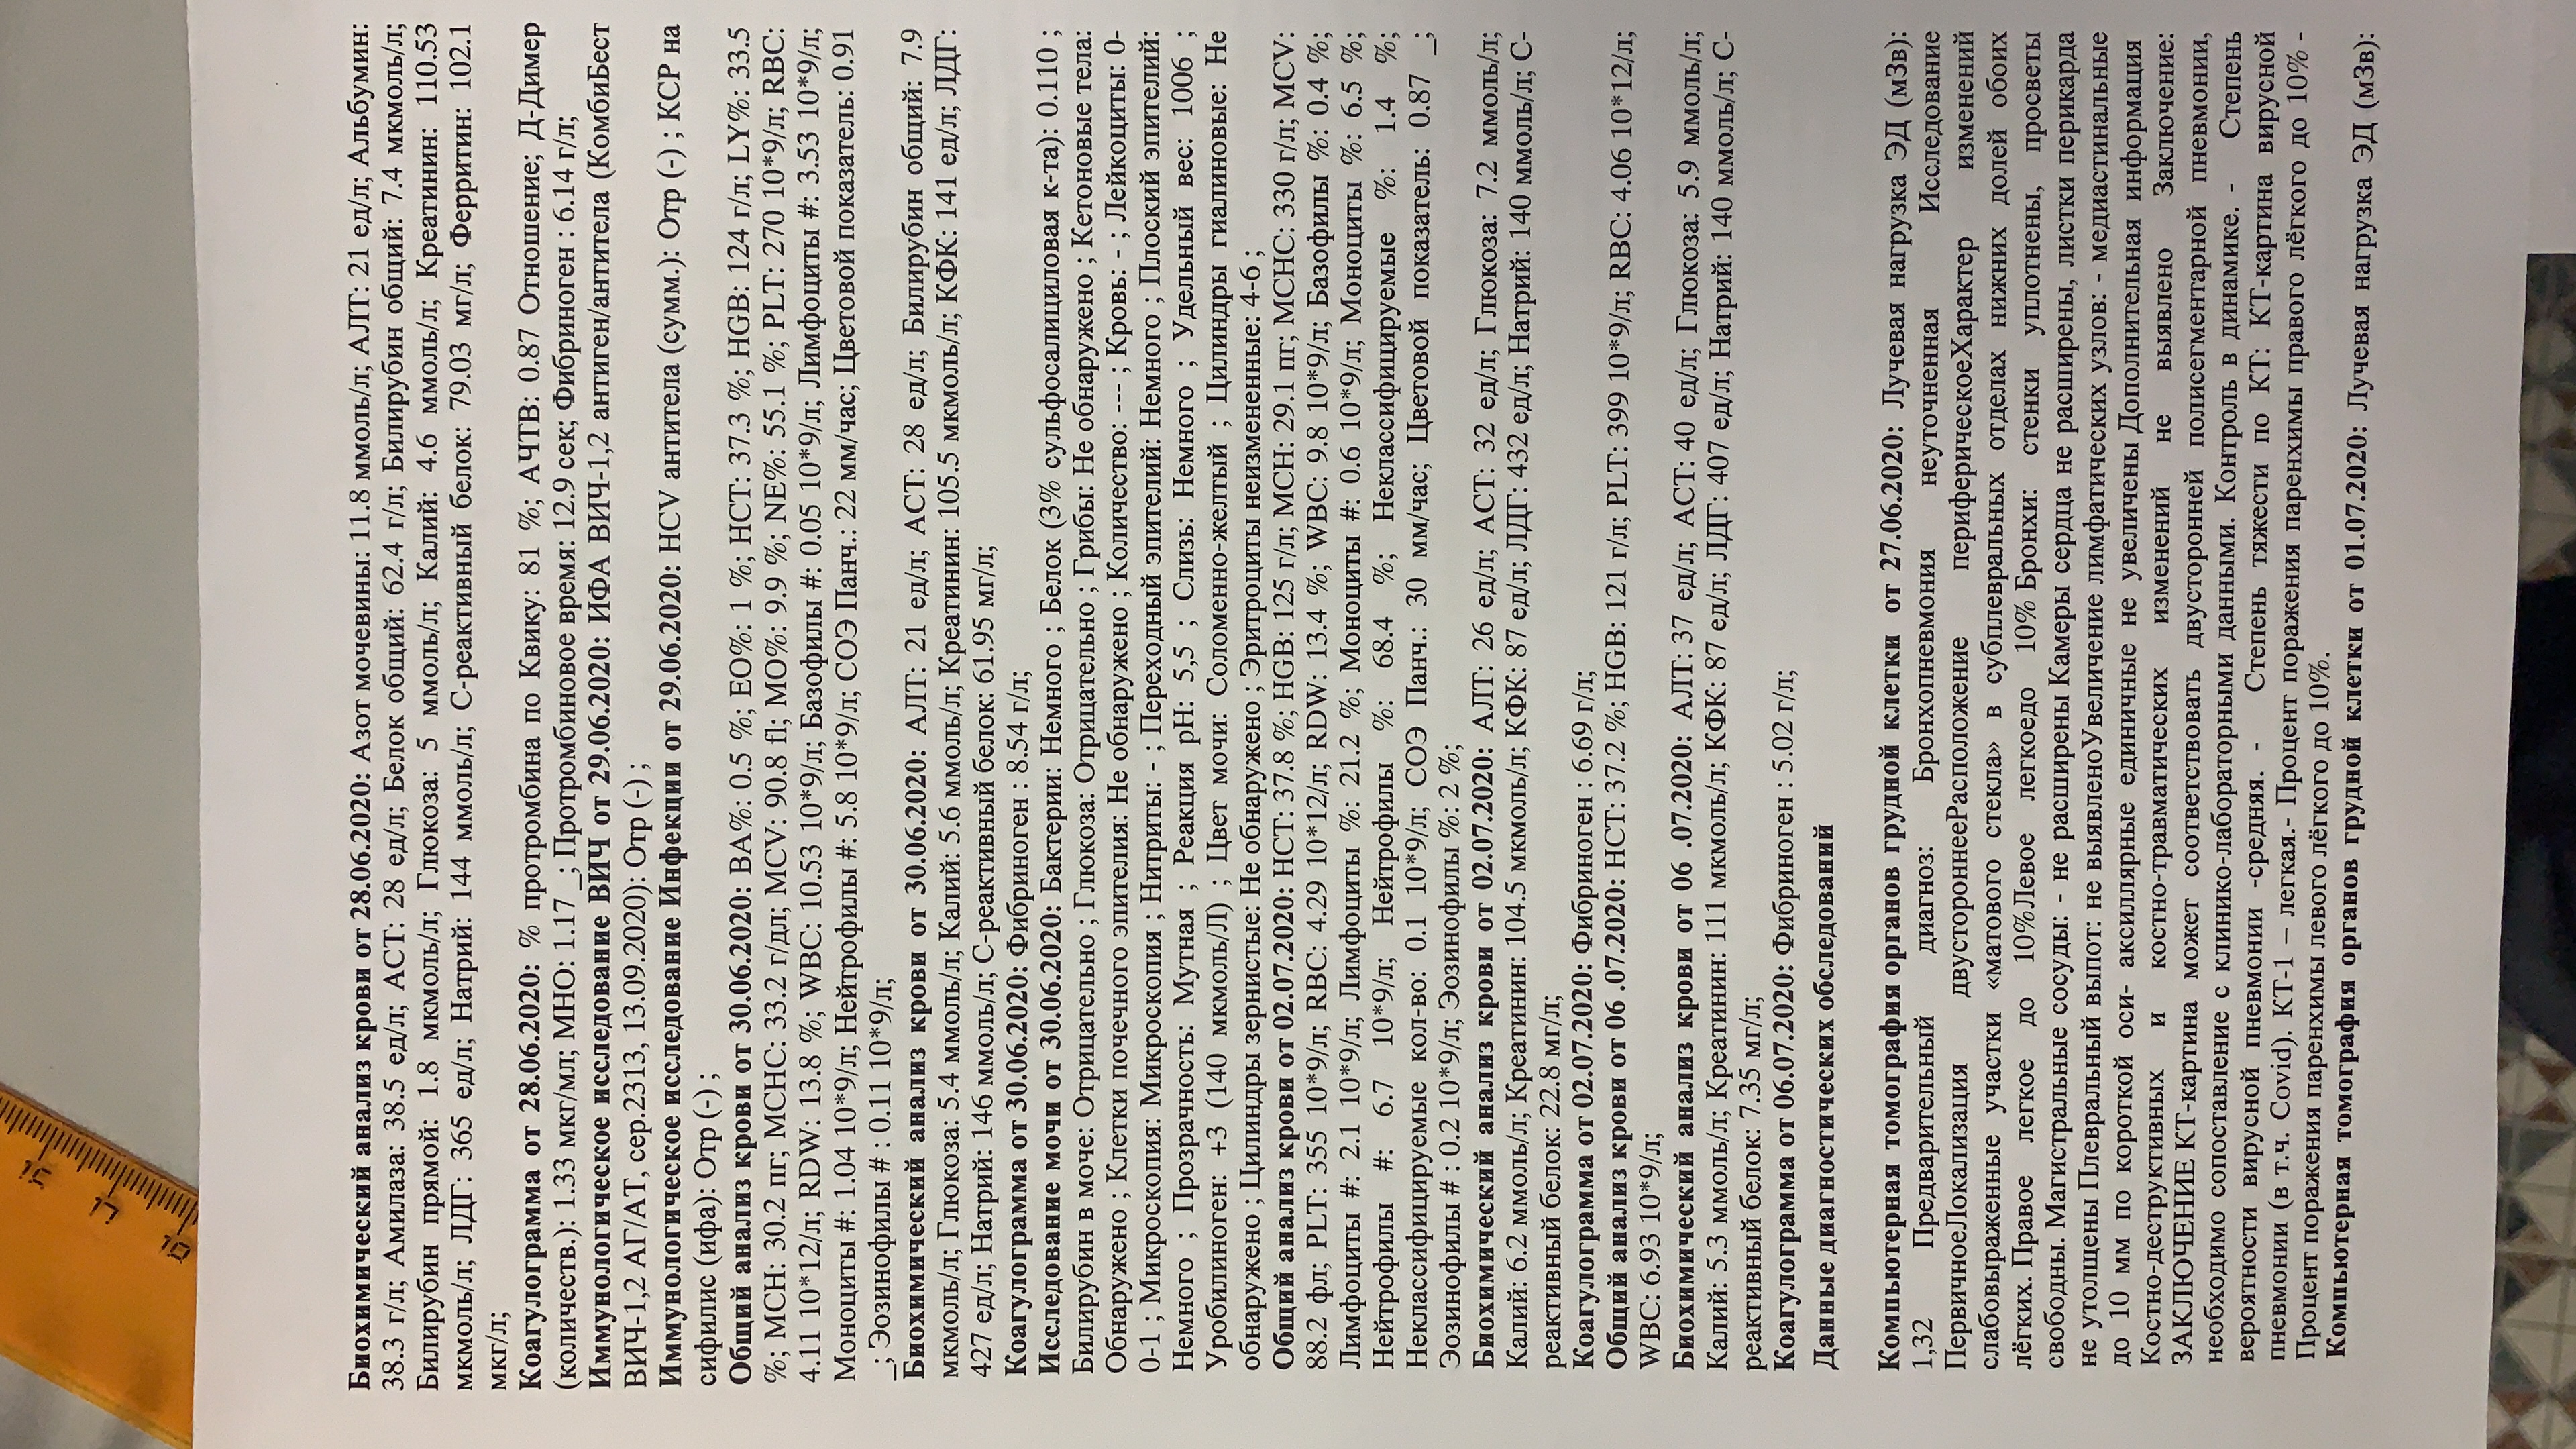 15
14
13
Биохимический анализ крови от 28.06.2020: Азот мочевины: 11.8 ммоль/л; АЛТ: 21 ед/л; Альбумин:
38.3 г/л; Амилаза: 38.5 ед/л; АСТ: 28 ед/л; Белок общий: 62.4 г/л; Билирубин общий: 7.4 мкмоль/л;
Билирубин прямой: 1.8 мкмоль/л; Глюкоза: 5 ммоль/л; Калий: 4.6 ммоль/л; Креатинин: 110.53
мкмоль/л; ЛДГ: 365 ед/л; Натрий: 144 ммоль/л; С-реактивный белок: 79.03 мг/л; Ферритин: 102.1
мкг/л;
Коагулограмма от 28.06.2020: % протромбина по Квику: 81 %; АЧТВ: 0.87 Отношение; Д-Димер
(количеств.): 1.33 мкг/мл; МНО: 1.17 _; Протромбиновое время: 12.9 сек; Фибриноген : 6.14 г/л;
Иммунологическое исследование ВИЧ от 29.06.2020: ИФА ВИЧ-1,2 антиген/антитела (КомбиБест
ВИЧ-1,2 АГ/АТ, сер.2313, 13.09.2020): Отр (-) ;
Иммунологическое исследование Инфекции от 29.06.2020: HCV антитела (сумм.): Отр (-) ; КСР на
сифилис (ифа): Отр (-) ;
Общий анализ крови от 30.06.2020: BA%: 0.5 %; EO%: 1 %; HCT: 37.3 %; HGB: 124 г/л; LY%: 33.5
%; MCH: 30.2 пг; MCHC: 33.2 г/дл; MCV: 90.8 fl; MO%: 9.9 %; NE%: 55.1 %; PLT: 270 10*9/л; RBC:
4.11 10*12/л; RDW: 13.8 %; WBC: 10.53 10*9/л; Базофилы #: 0.05 10*9/л; Лимфоциты #: 3.53 10*9/л;
Моноциты #: 1.04 10*9/л; Нейтрофилы #: 5.8 10*9/л; СОЭ Панч.: 22 мм/час; Цветовой показатель: 0.91
_; Эозинофилы # : 0.11 10*9/л;
Биохимический анализ крови от 30.06.2020: АЛТ: 21 ед/л; АСТ: 28 ед/л; Билирубин общий: 7.9
мкмоль/л; Глюкоза: 5.4 ммоль/л; Калий: 5.6 ммоль/л; Креатинин: 105.5 мкмоль/л; КФК: 141 ед/л; ЛДГ:
427 ед/л; Натрий: 146 ммоль/л; С-реактивный белок: 61.95 мг/л;
Коагулограмма от 30.06.2020: Фибриноген : 8.54 г/л;
Исследование мочи от 30.06.2020: Бактерии: Немного ; Белок (3% сульфосалициловая к-та): 0.110 ;
Билирубин в моче: Отрицательно ; Глюкоза: Отрицательно ; Грибы: Не обнаружено ; Кетоновые тела:
Обнаружено ; Клетки почечного эпителия: Не обнаружено ; Количество: --- ; Кровь: - ; Лейкоциты: 0-
0-1 ; Микроскопия: Микроскопия ; Нитриты: - ; Переходный эпителий: Немного ; Плоский эпителий:
Немного ; Прозрачность: Мутная ; Реакция pH: 5,5 ; Слизь: Немного ; Удельный вес: 1006 ;
Уробилиноген: +3 (140 мкмоль/Л) ; Цвет мочи: Соломенно-желтый ; Цилиндры гиалиновые: Не
обнаружено ; Цилиндры зернистые: Не обнаружено ; Эритроциты неизмененные: 4-6 ;
Общий анализ крови от 02.07.2020: HCT: 37.8 %; HGB: 125 г/л; MCH: 29.1 пг; MCHC: 330 г/л; MCV:
88.2 фл; PLT: 355 10*9/л; RBC: 4.29 10*12/л; RDW: 13.4 %; WBC: 9.8 10*9/л; Базофилы %: 0.4 %;
Лимфоциты #: 2.1 10*9/л; Лимфоциты %: 21.2 %; Моноциты #: 0.6 10*9/л; Моноциты %: 6.5 %;
Нейтрофилы #: 6.7 10*9/л; Нейтрофилы %: 68.4 %; Неклассифицируемые %: 1.4 %;
Неклассифицируемые кол-во: 0.1 10*9/л; СОЭ Панч.: 30 мм/час; Цветовой показатель: 0.87 _;
Эозинофилы # : 0.2 10*9/л; Эозинофилы %: 2 %;
Биохимический анализ крови от 02.07.2020: АЛТ: 26 ед/л; АСТ: 32 ед/л; Глюкоза: 7.2 ммоль/л;
Калий: 6.2 ммоль/л; Креатинин: 104.5 мкмоль/л; КФК: 87 ед/л; ЛДГ: 432 ед/л; Натрий: 140 ммоль/л; С-
реактивный белок: 22.8 мг/л;
Коагулограмма от 02.07.2020: Фибриноген : 6.69 г/л;
Общий анализ крови от 06 .07.2020: HCT: 37.2 %; HGB: 121 г/л; PLT: 399 10*9/л; RBC: 4.06 10*12/л;
WBC: 6.93 10*9/л;
Биохимический анализ крови от 06 .07.2020: АЛТ: 37 ед/л; АСТ: 40 ед/л; Глюкоза: 5.9 ммоль/л;
Калий: 5.3 ммоль/л; Креатинин: 111 мкмоль/л; КФК: 87 ед/л; ЛДГ: 407 ед/л; Натрий: 140 ммоль/л; С-
реактивный белок: 7.35 мг/л;
Коагулограмма от 06.07.2020: Фибриноген : 5.02 г/л;
Данные диагностических обследований
Компьютерная томография органов грудной клетки от 27.06.2020: Лучевая нагрузка ЭД (мЗв):
1,32 Предварительный диагноз: Бронхопневмония неуточненная Исследование
ПервичноеЛокализация двустороннееРасположение периферическоеХарактер изменений
слабовыраженные участки «матового стекла» в субплевральных отделах нижних долей обоих
лёгких. Правое легкое до 10%Левое легкоедо 10% Бронхи: стенки уплотнены, просветы
свободны. Магистральные сосуды: - не расширены Камеры сердца не расширены, листки перикарда
не утолщены Плевральный выпот: не выявленоУвеличение лимфатических узлов: - медиастинальные
до 10 мм по короткой оси- аксиллярные единичные не увеличены Дополнительная информация
Костно-деструктивных и костно-травматических изменений не выявлено Заключение:
ЗАКЛЮЧЕНИЕ КТ-картина может соответствовать двусторонней полисегментарной пневмонии,
необходимо сопоставление с клинико-лабораторными данными. Контроль в динамике. - Степень
вероятности вирусной пневмонии -средняя. - Степень тяжести по КТ: КТ-картина вирусной
пневмонии (в т.ч. Covid). КТ-1 – легкая.- Процент поражения паренхимы правого лёгкого до 10% -
Процент поражения паренхимы левого лёгкого до 10%.
Компьютерная томография органов грудной клетки от 01.07.2020: Лучевая нагрузка ЭД (мЗв):